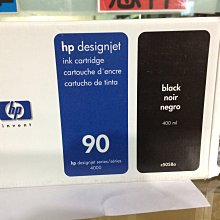 hp designjet
ink cartridge
cartouche d'encre
cartucho de tinta
black
noir
negro
400 ml
hp
invent
90
hp designjet series/séries
4000
c5058a